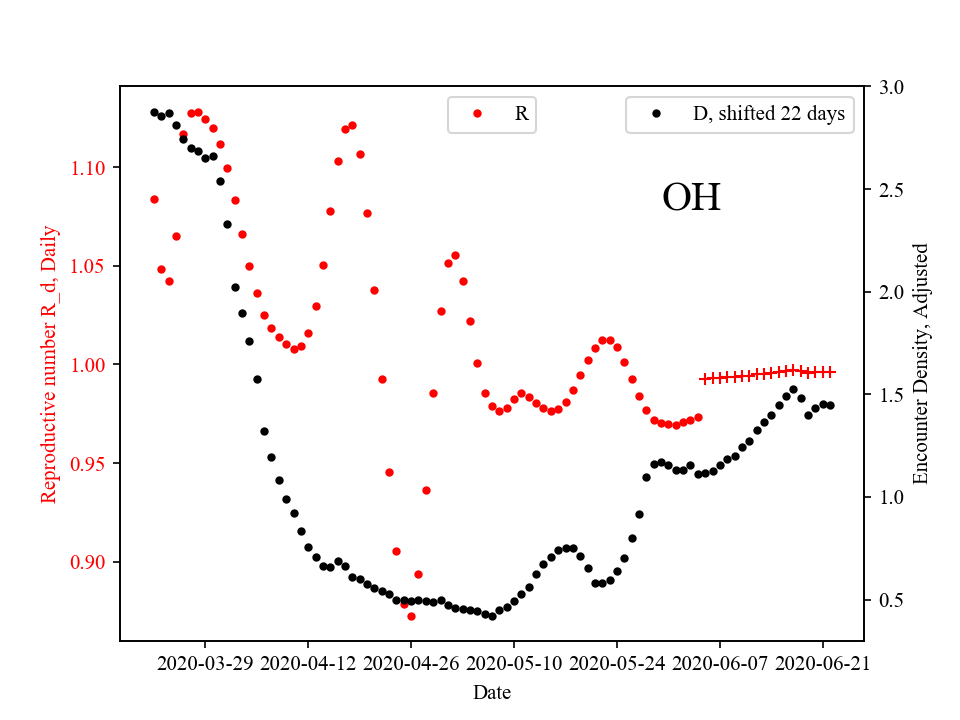 R
D, shifted 22 days
OH
Reproductive number R_d, Daily
1.10
1.05
1.00
0.95
0.90
3.0
2.5
2.0
1.5
1.0
0.5
Encounter Density, Adjusted
2020-03-29 2020-04-12 2020-04-26 2020-05-10 2020-05-24 2020-06-07 2020-06-21
Date